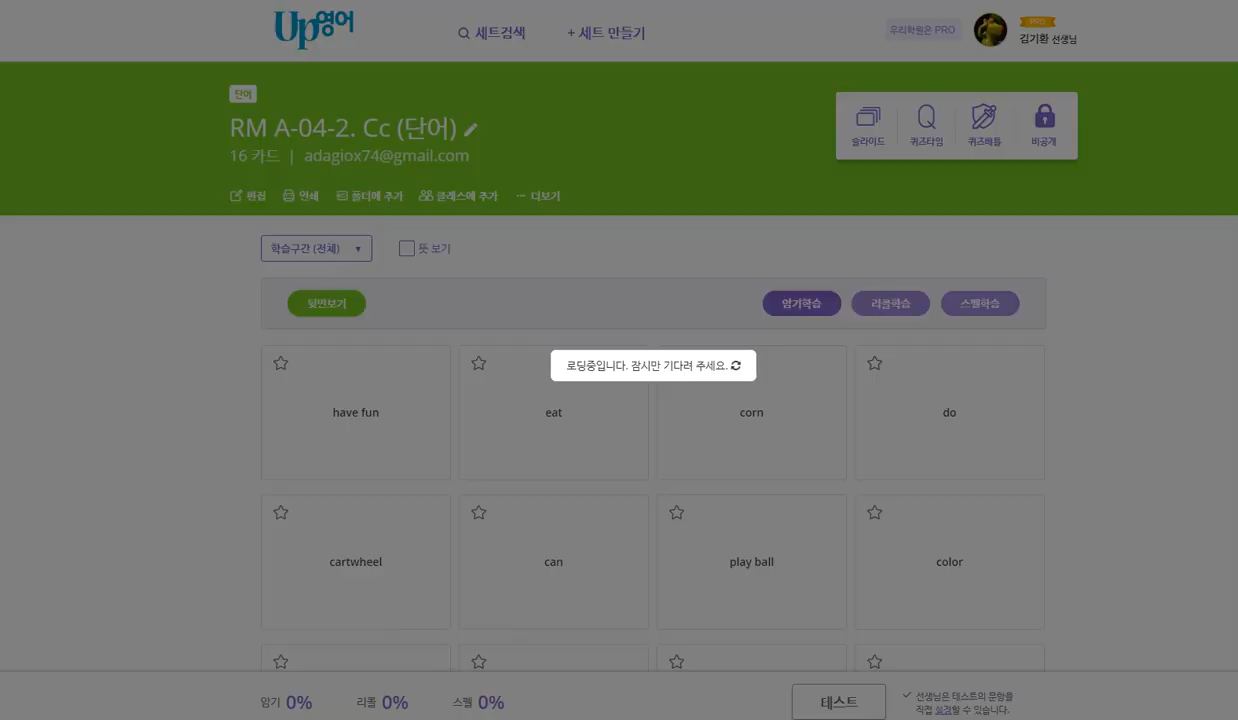 Up영어
세트검색
+ 세트 만들기
우리학원은 PRO
PRO
김기환 선생님
단어
RM A-04-2. Cc (단어)
16 카드 | adagiox74@gmail.com
편집
인쇄
폴더에 추가
클래스에 추가
더보기
슬라이드
퀴즈타임
퀴즈배틀
비공개
학습구간 (전체)
뜻 보기
뒷면보기
암기학습
리콜학습
스펠학습
로딩중입니다. 잠시만 기다려 주세요.
have fun
eat
corn
do
cartwheel
can
play ball
color
암기 0%
리콜 0%
스펠 0%
테스트
선생님은 테스트의 문항을
직접 설정할 수 있습니다.